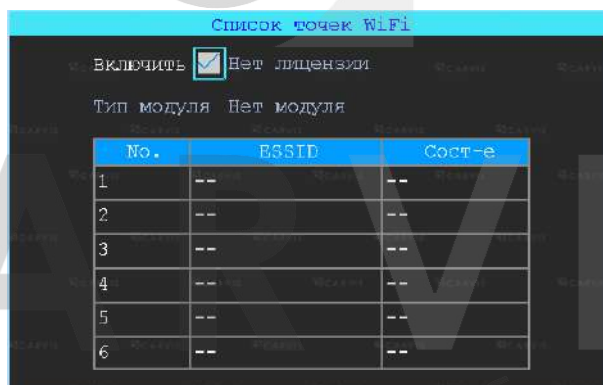 Список точек WiFi
Включить Нет лицензии
Тип модуля Нет модуля
No. ESSID Сост-е
1 -- --
2 -- --
3 -- --
4 -- --
5 -- --
6 -- --
CARVIS